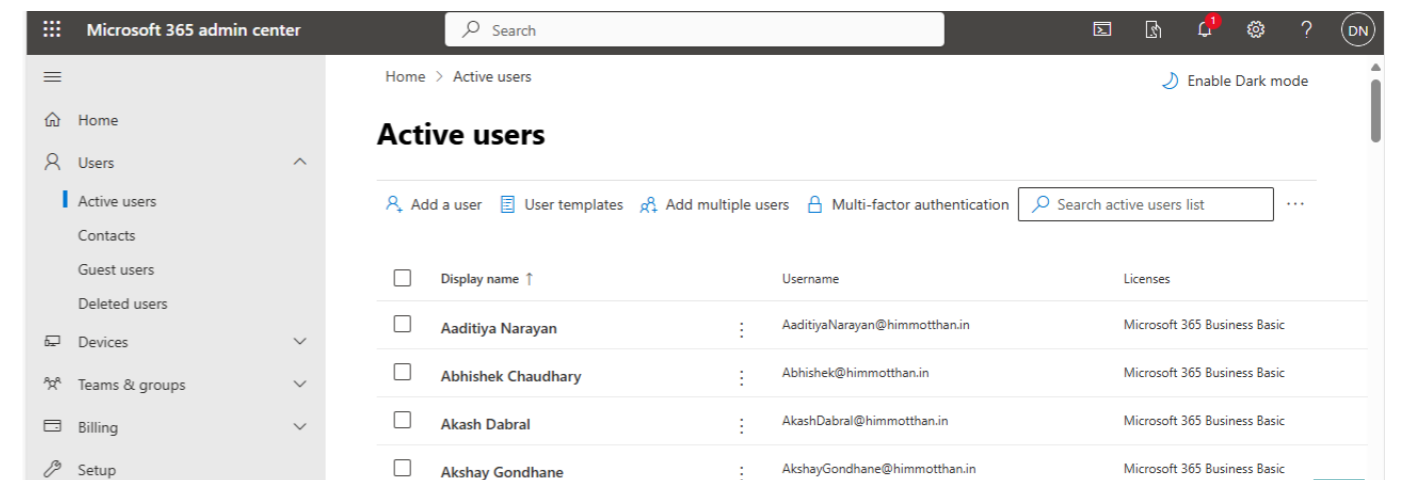 Microsoft 365 admin center
Search
1
?
DN
Home > Active users
Enable Dark mode
Home
Users
Active users
Contacts
Guest users
Deleted users
Devices
Teams & groups
Billing
Setup
Active users
Add a user User templates Add multiple users Multi-factor authentication Search active users list ...
Display name ↑ Username Licenses
Aaditiya Narayan AaditiyaNarayan@himmotthan.in Microsoft 365 Business Basic
Abhishek Chaudhary Abhishek@himmotthan.in Microsoft 365 Business Basic
Akash Dabral AkashDabral@himmotthan.in Microsoft 365 Business Basic
Akshay Gondhane AkshayGondhane@himmotthan.in Microsoft 365 Business Basic